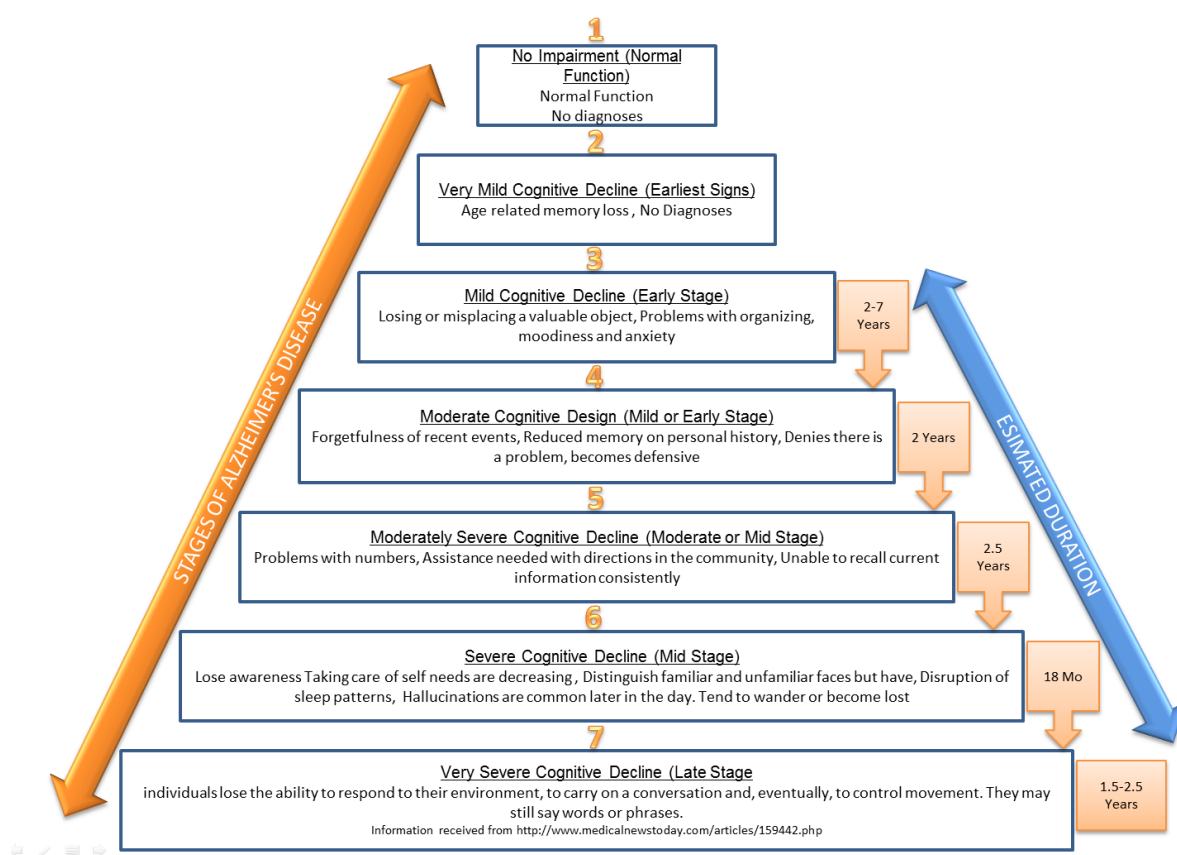 1
No Impairment (Normal
Function)
Normal Function
No diagnoses
2
Very Mild Cognitive Decline (Earliest Signs)
Age related memory loss , No Diagnoses
3
Mild Cognitive Decline (Early Stage)
Losing or misplacing a valuable object, Problems with organizing,
moodiness and anxiety
2-7
Years
4
Moderate Cognitive Design (Mild or Early Stage)
Forgetfulness of recent events, Reduced memory on personal history, Denies there is
a problem, becomes defensive
2 Years
5
Moderately Severe Cognitive Decline (Moderate or Mid Stage)
Problems with numbers, Assistance needed with directions in the community, Unable to recall current
information consistently
2.5
Years
6
Severe Cognitive Decline (Mid Stage)
Lose awareness Taking care of self needs are decreasing , Distinguish familiar and unfamiliar faces but have, Disruption of
sleep patterns, Hallucinations are common later in the day. Tend to wander or become lost
18 Mo
7
Very Severe Cognitive Decline (Late Stage
individuals lose the ability to respond to their environment, to carry on a conversation and, eventually, to control movement. They may
still say words or phrases.
Information received from http://www.medicalnewstoday.com/articles/159442.php
1.5-2.5
Years
STAGES OF ALZHEIMER'S DISEASE
ESIMATED DURATION